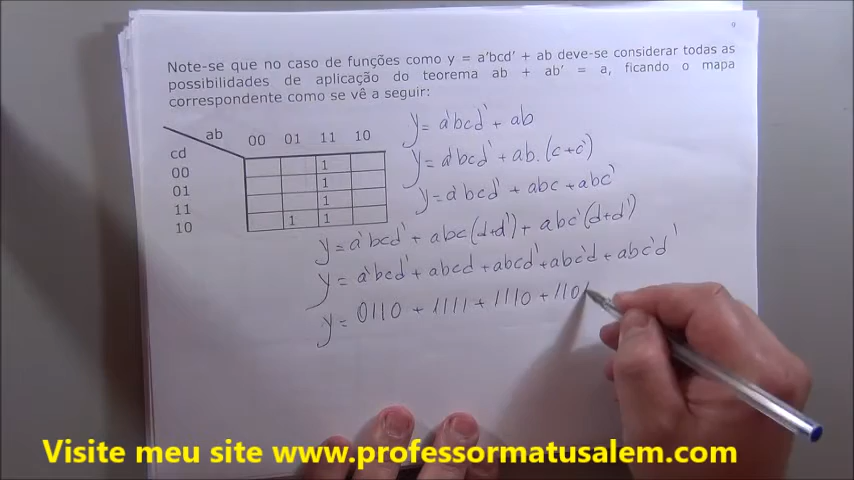 9
Note-se que no caso de funções como y = a'bcd' + ab deve-se considerar todas as
possibilidades de aplicação do teorema ab + ab' = a, ficando o mapa
correspondente como se vê a seguir:
ab 00 01 11 10
cd
00 1
01 1
11 1
10 1 1
y = a'bcd' + ab
y = a'bcd' + ab.(c+c')
y = a'bcd' + abc + abc'
y = a'bcd' + abc(d+d') + abc'(d+d')
y = a'bcd' + abcd + abcd' + abc'd + abc'd'
y = 0110 + 1111 + 1110 + 1101
Visite meu site www.professormatusalem.com